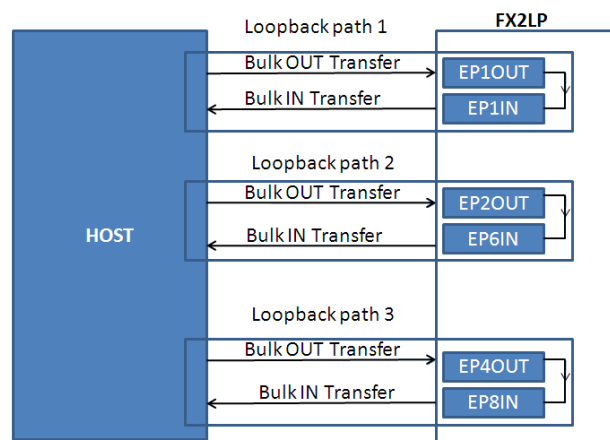 FX2LP
Loopback path 1
Bulk OUT Transfer
EP1OUT
Bulk IN Transfer
EP1IN
Loopback path 2
Bulk OUT Transfer
EP2OUT
HOST
Bulk IN Transfer
EP6IN
Loopback path 3
Bulk OUT Transfer
EP4OUT
Bulk IN Transfer
EP8IN